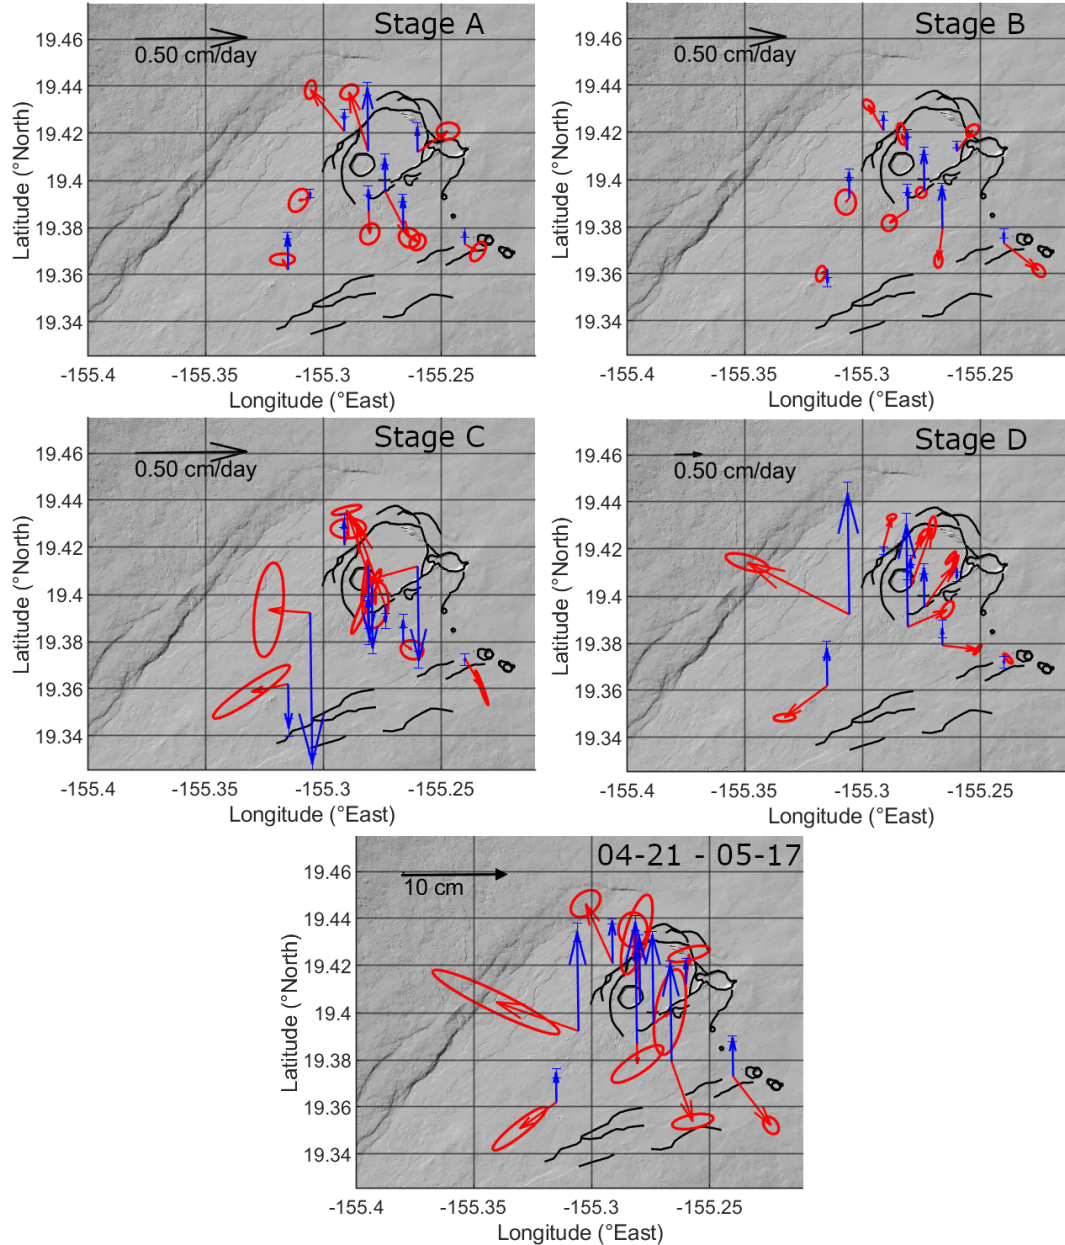 Stage A
0.50 cm/day
19.46
19.44
19.42
19.4
19.38
19.36
19.34
Latitude (°North)
-155.4
-155.35
-155.3
-155.25
Longitude (°East)
Stage B
0.50 cm/day
19.46
19.44
19.42
19.4
19.38
19.36
19.34
Latitude (°North)
-155.4
-155.35
-155.3
-155.25
Longitude (°East)
Stage C
0.50 cm/day
19.46
19.44
19.42
19.4
19.38
19.36
19.34
Latitude (°North)
-155.4
-155.35
-155.3
-155.25
Longitude (°East)
Stage D
0.50 cm/day
19.46
19.44
19.42
19.4
19.38
19.36
19.34
Latitude (°North)
-155.4
-155.35
-155.3
-155.25
Longitude (°East)
04-21 - 05-17
10 cm
19.46
19.44
19.42
19.4
19.38
19.36
19.34
Latitude (°North)
-155.4
-155.35
-155.3
-155.25
Longitude (°East)